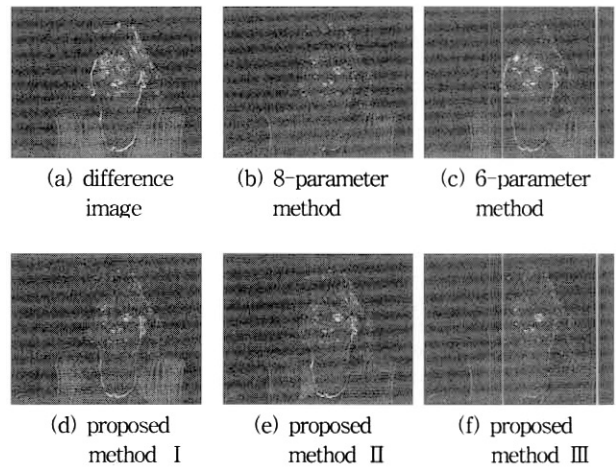 (a) difference
image
(b) 8-parameter
method
(c) 6-parameter
method
(d) proposed
method Ⅰ
(e) proposed
method Ⅱ
(f) proposed
method Ⅲ